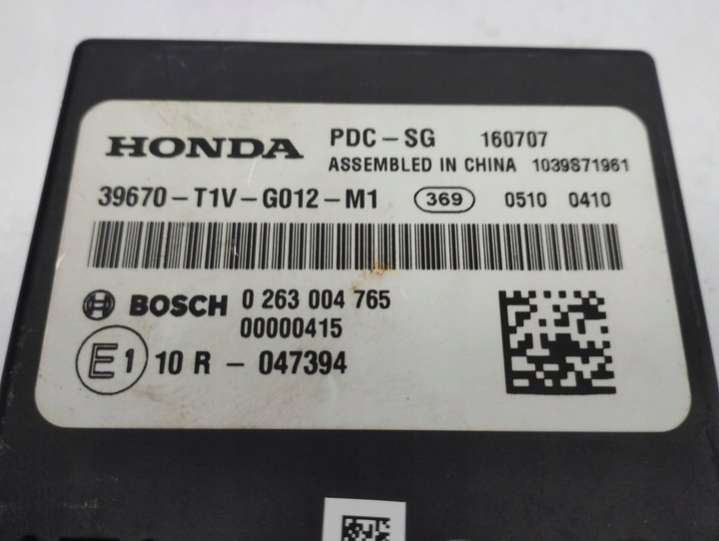 HONDA PDC-SG 160707
ASSEMBLED IN CHINA 1039S71961
39670-T1V-G012-M1 369 0510 0410
BOSCH 0 263 004 765
00000415
E1 10 R - 047394